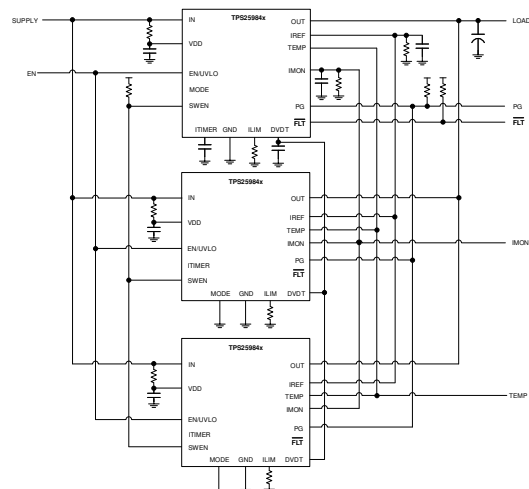 TPS25984x
SUPPLY
IN
OUT
LOAD
IREF
VDD
TEMP
EN
EN/UVLO
IMON
MODE
SWEN
PG
PG
FLT
FLT
ITIMER GND ILIM DVDT
TPS25984x
IN
OUT
VDD
IREF
TEMP
EN/UVLO
IMON
IMON
ITIMER
PG
SWEN
FLT
MODE GND ILIM DVDT
TPS25984x
IN
OUT
VDD
IREF
TEMP
TEMP
IMON
EN/UVLO
PG
ITIMER
FLT
SWEN
MODE GND ILIM DVDT